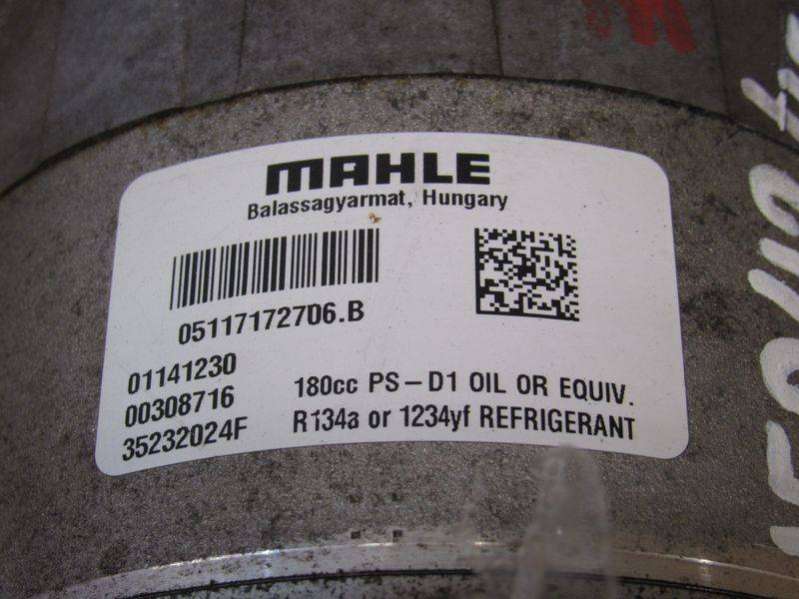 MAHLE
Balassagyarmat, Hungary
05117172706.B
01141230
00308716
35232024F
180cc PS-D1 OIL OR EQUIV.
R134a or 1234yf REFRIGERANT